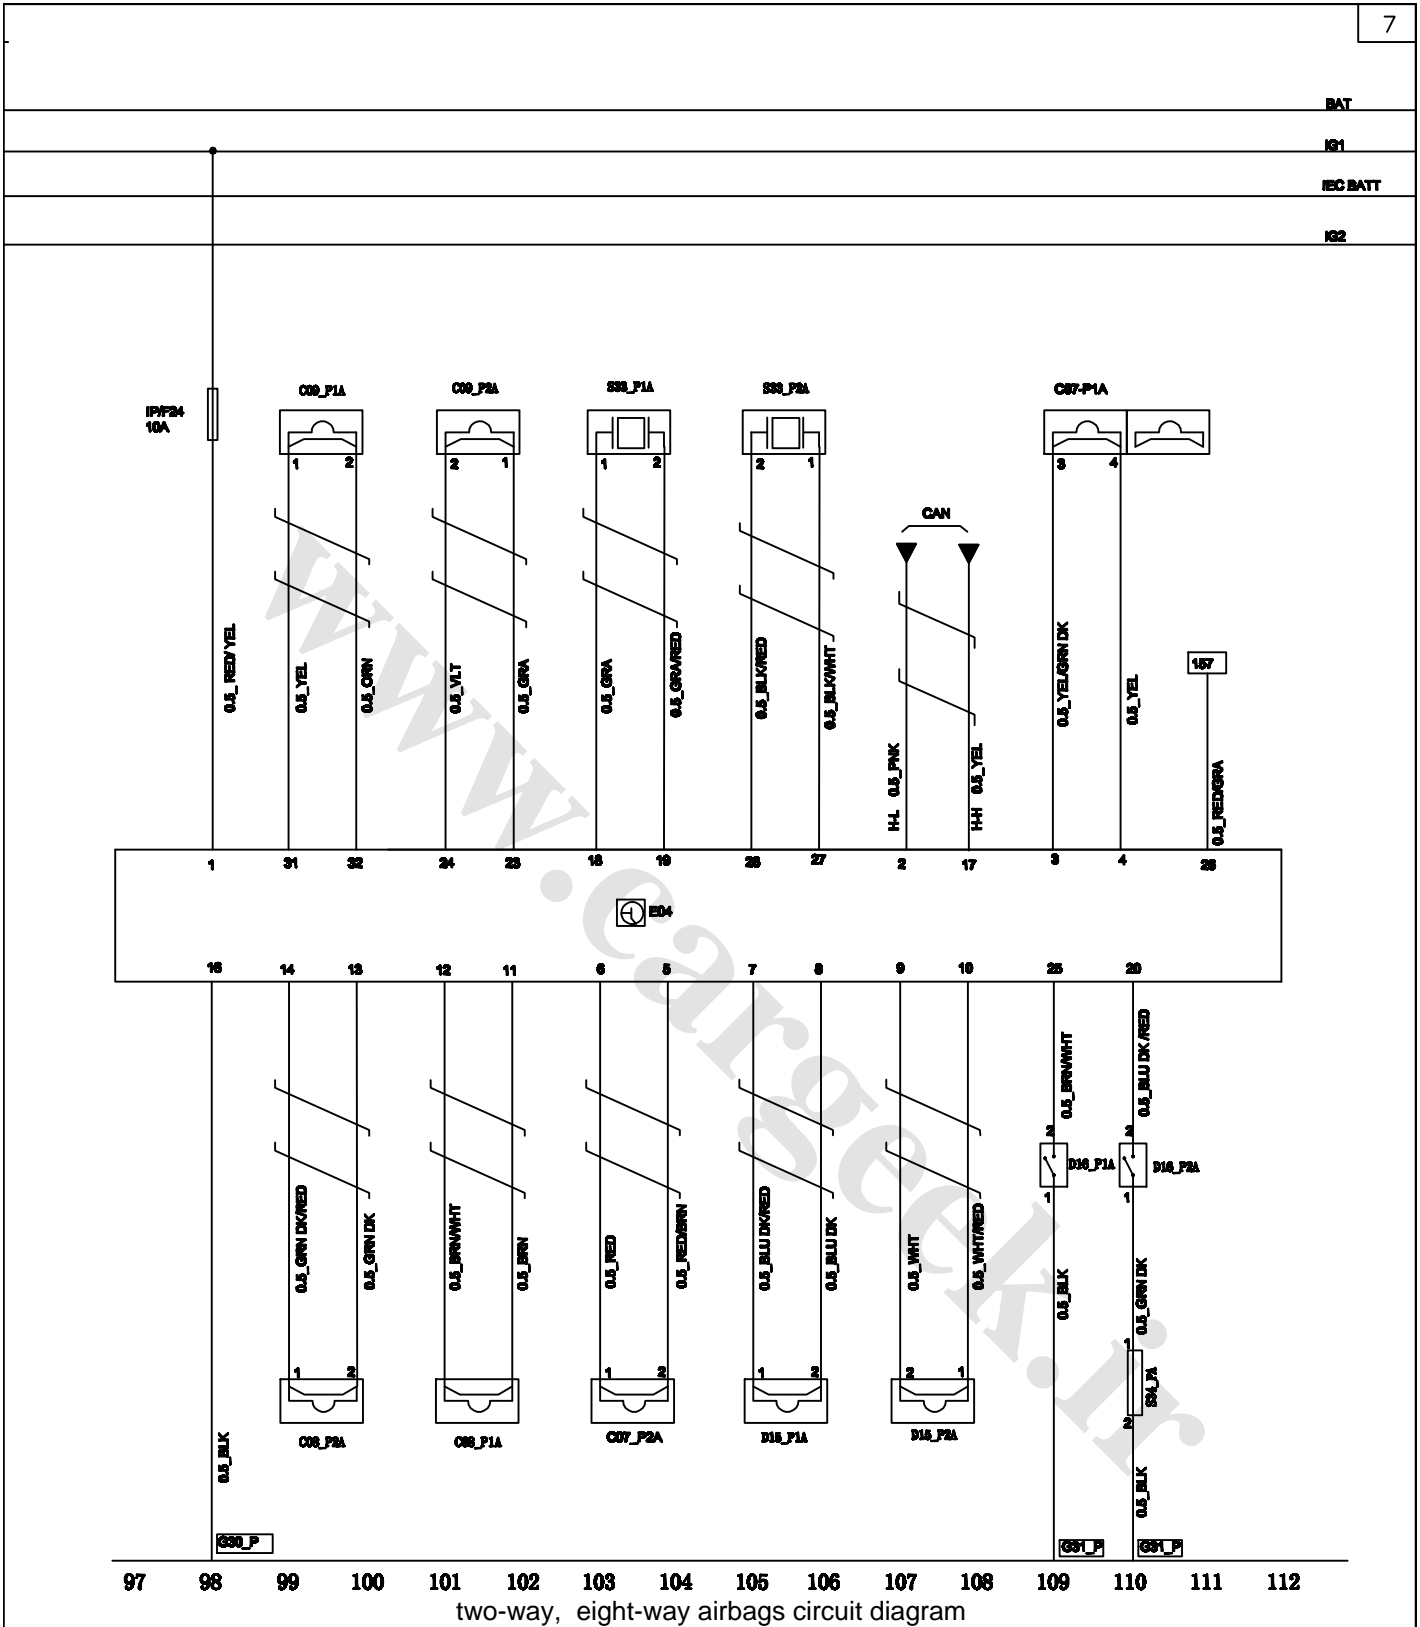 7
BAT
IG1
IEC BATT
IG2
IP/F24
10A
C09_P1A
C09_P2A
S33_P1A
S33_P2A
C07-P1A
1 2
2 1
1 2
2 1
3 4
CAN
157
0.5_ RED/ YEL
0.5_YEL
0.5_ORN
0.5_VLT
0.5_GRA
0.5_GRA
0.5_GRA/RED
0.5_BLK/RED
0.5_BLK/WHT
H-L 0.5_PNK
H-H 0.5_YEL
0.5_YEL/GRN DK
0.5_YEL
0.5_RED/GRA
1 31 32 24 23 18 19 28 27 2 17 3 4 26
E04
16 14 13 12 11 6 5 7 8 9 10 25 20
0.5_BLK
0.5_GRN DK/RED
0.5_GRN DK
0.5_BRN/WHT
0.5_BRN
0.5_RED
0.5_RED/BRN
0.5_BLU DK/RED
0.5_BLU DK
0.5_WHT
0.5_WHT/RED
0.5_BRN/WHT
0.5_BLU DK /RED
2
D16_P1A
1
2
D16_P2A
1
0.5_BLK
0.5_GRN DK
1
S34_PA
2
0.5_BLK
1 2
1 2
1 2
2 1
C08_P2A
C08_P1A
C07_P2A
D15_P1A
D15_P2A
G30_P
G31_P
G31_P
97 98 99 100 101 102 103 104 105 106 107 108 109 110 111 112
two-way, eight-way airbags circuit diagram
www.cargeek.ir